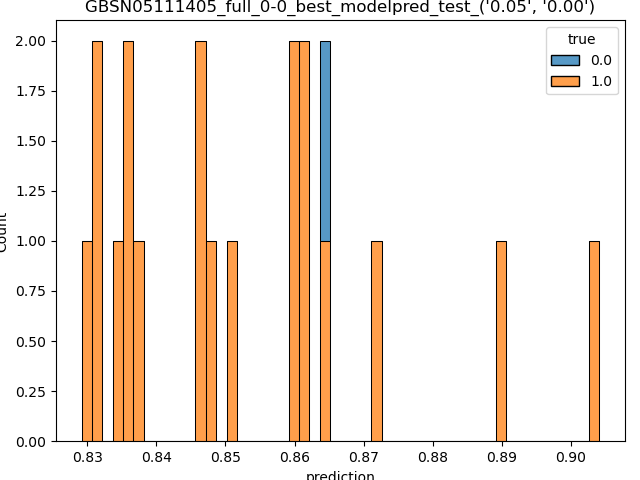 GBSN05111405_full_0-0_best_modelpred_test_('0.05', '0.00')
true
0.0
1.0
2.00
1.75
1.50
1.25
1.00
0.75
0.50
0.25
0.00
Count
0.83 0.84 0.85 0.86 0.87 0.88 0.89 0.90
prediction